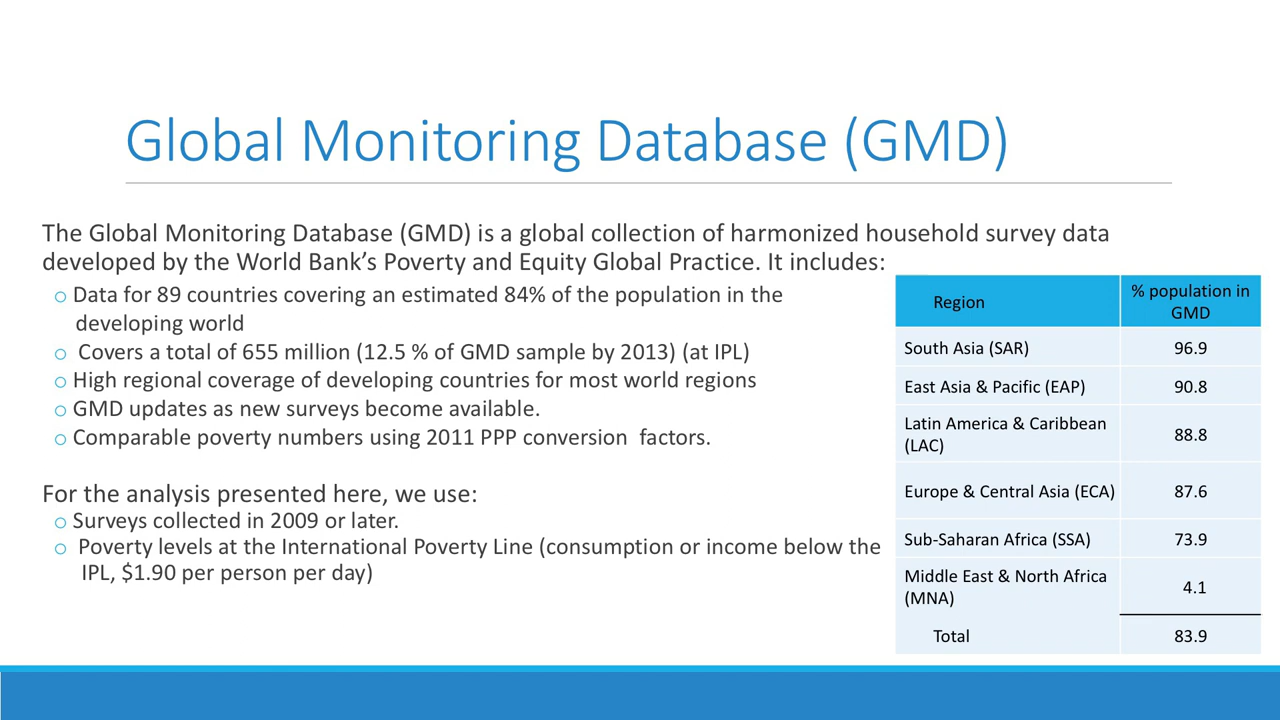 Global Monitoring Database (GMD)
The Global Monitoring Database (GMD) is a global collection of harmonized household survey data
developed by the World Bank’s Poverty and Equity Global Practice. It includes:
o Data for 89 countries covering an estimated 84% of the population in the
developing world
o Covers a total of 655 million (12.5 % of GMD sample by 2013) (at IPL)
o High regional coverage of developing countries for most world regions
o GMD updates as new surveys become available.
o Comparable poverty numbers using 2011 PPP conversion factors.
For the analysis presented here, we use:
o Surveys collected in 2009 or later.
o Poverty levels at the International Poverty Line (consumption or income below the
IPL, $1.90 per person per day)
Region
% population in
GMD
South Asia (SAR) 96.9
East Asia & Pacific (EAP) 90.8
Latin America & Caribbean
(LAC)
88.8
Europe & Central Asia (ECA) 87.6
Sub-Saharan Africa (SSA) 73.9
Middle East & North Africa
(MNA)
4.1
Total 83.9